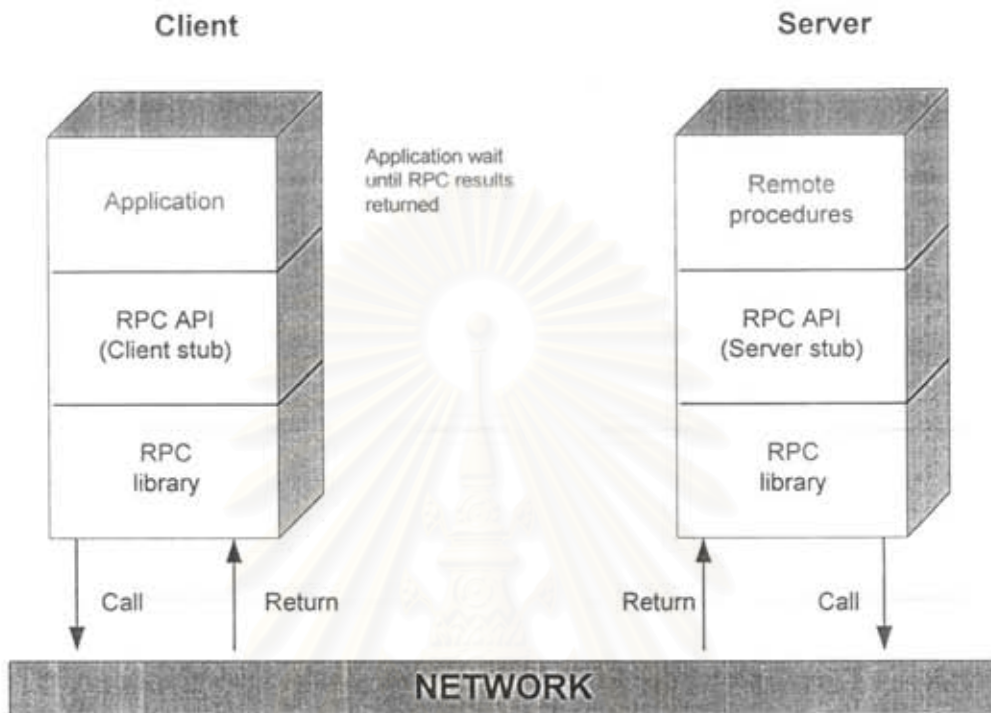 Client
Server
Application wait
until RPC results
returned
Application
RPC API
(Client stub)
RPC
library
Remote
procedures
RPC API
(Server stub)
RPC
library
Call
Return
Return
Call
NETWORK